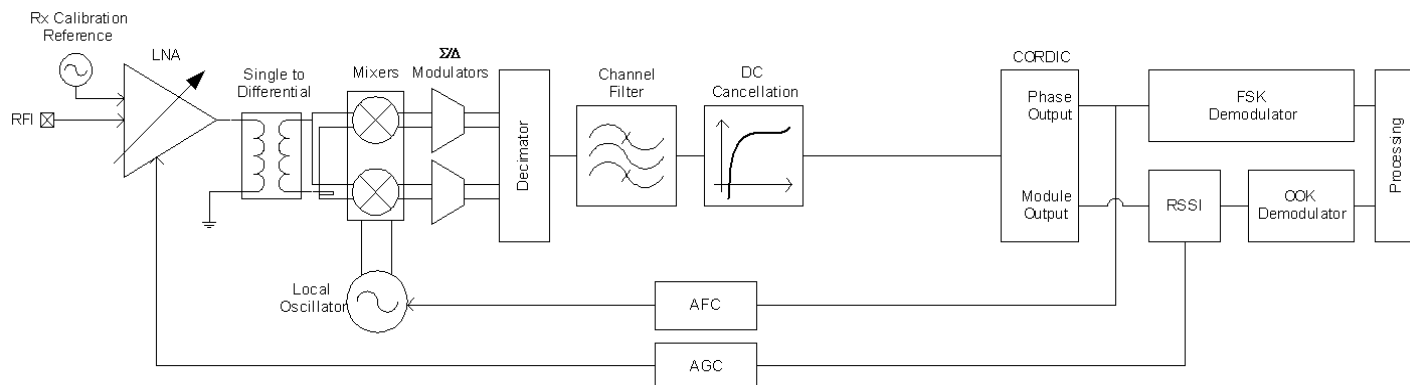 Rx Calibration
Reference
LNA
RFI
Single to
Differential
Mixers
Σ/Δ
Modulators
Decimator
Channel
Filter
DC
Cancellation
CORDIC
Phase
Output
Module
Output
FSK
Demodulator
RSSI
OOK
Demodulator
Processing
Local
Oscillator
AFC
AGC